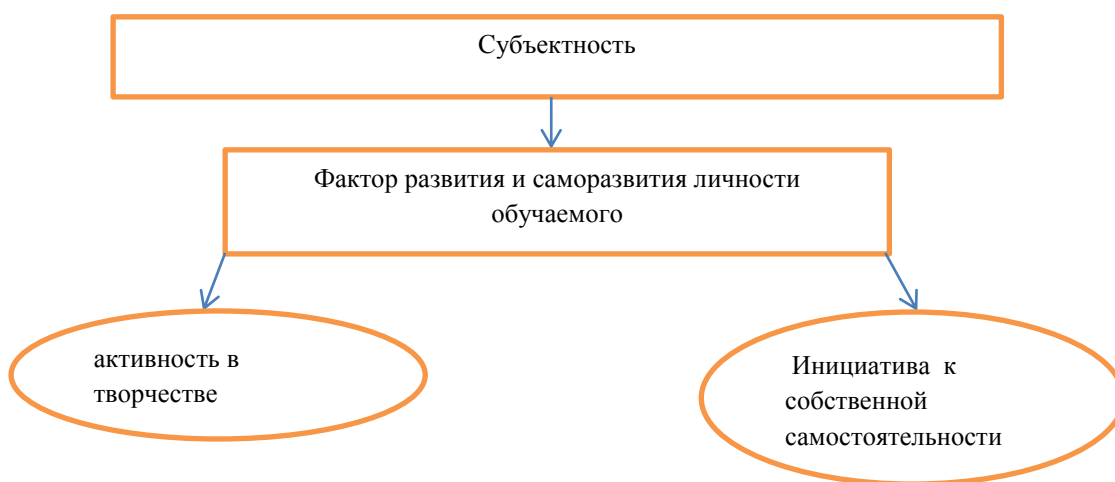 Субъектность
Фактор развития и саморазвития личности
обучаемого
активность в
творчестве
Инициатива к
собственной
самостоятельности